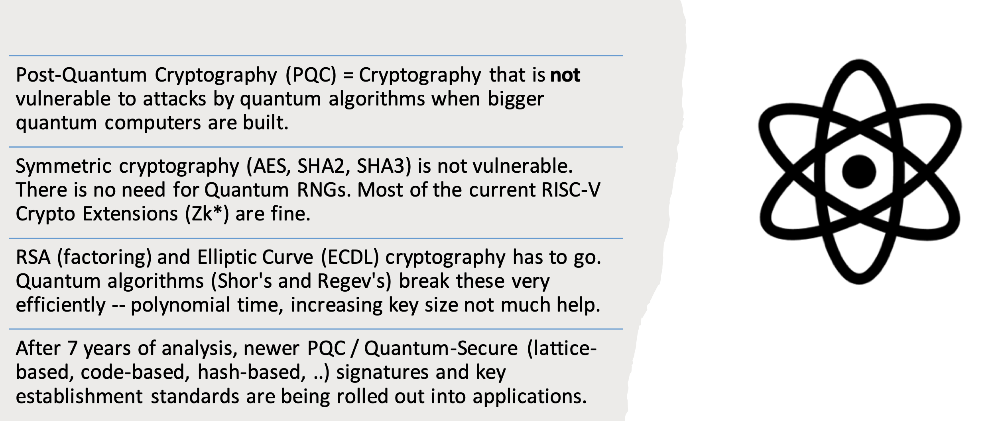 Post-Quantum Cryptography (PQC) = Cryptography that is not
vulnerable to attacks by quantum algorithms when bigger
quantum computers are built.
Symmetric cryptography (AES, SHA2, SHA3) is not vulnerable.
There is no need for Quantum RNGs. Most of the current RISC-V
Crypto Extensions (Zk*) are fine.
RSA (factoring) and Elliptic Curve (ECDL) cryptography has to go.
Quantum algorithms (Shor's and Regev's) break these very
efficiently -- polynomial time, increasing key size not much help.
After 7 years of analysis, newer PQC / Quantum-Secure (lattice-
based, code-based, hash-based, ..) signatures and key
establishment standards are being rolled out into applications.